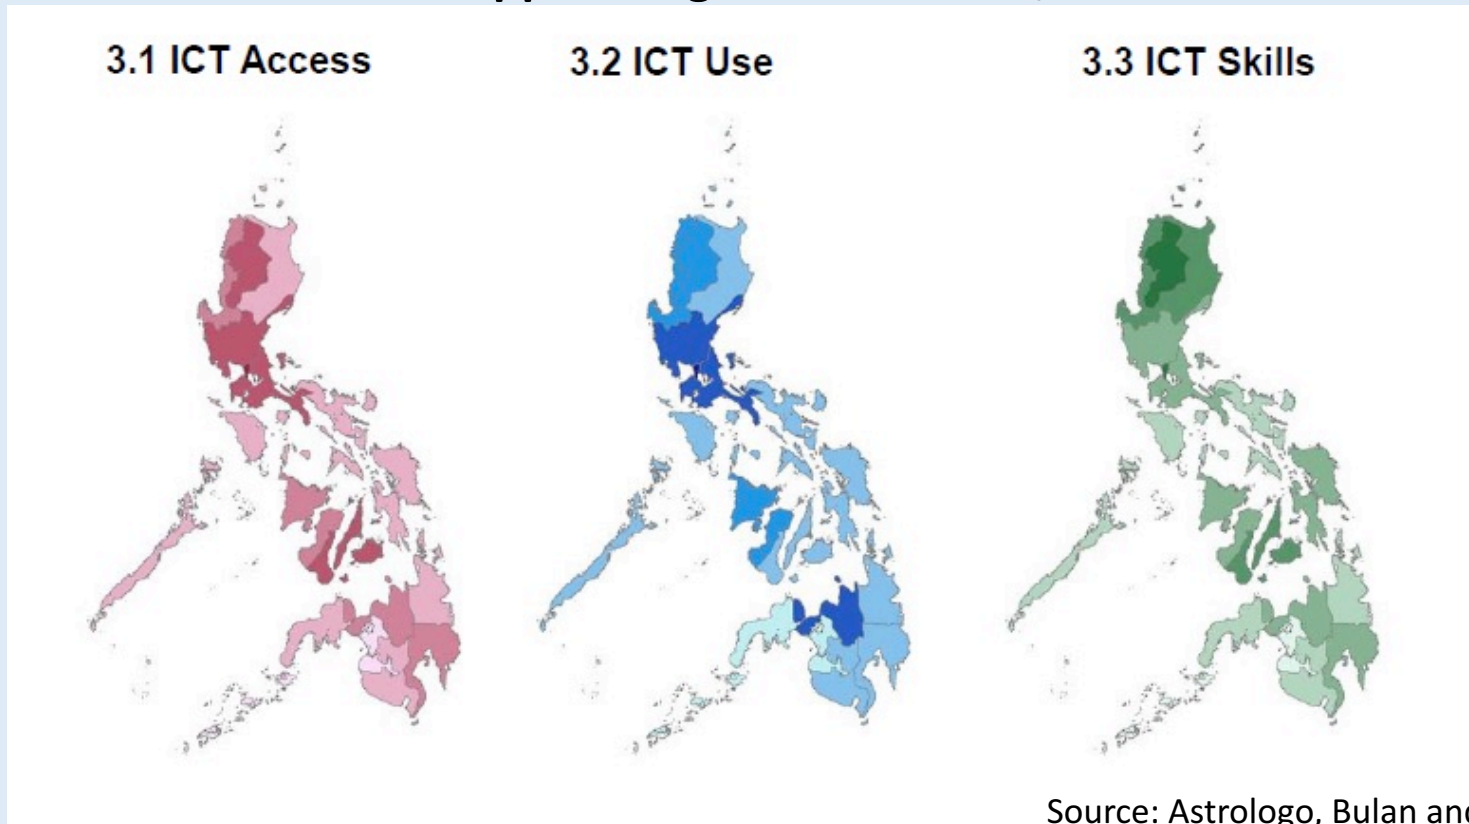 3.1 ICT Access
3.2 ICT Use
3.3 ICT Skills
Source: Astrologo, Bulan and